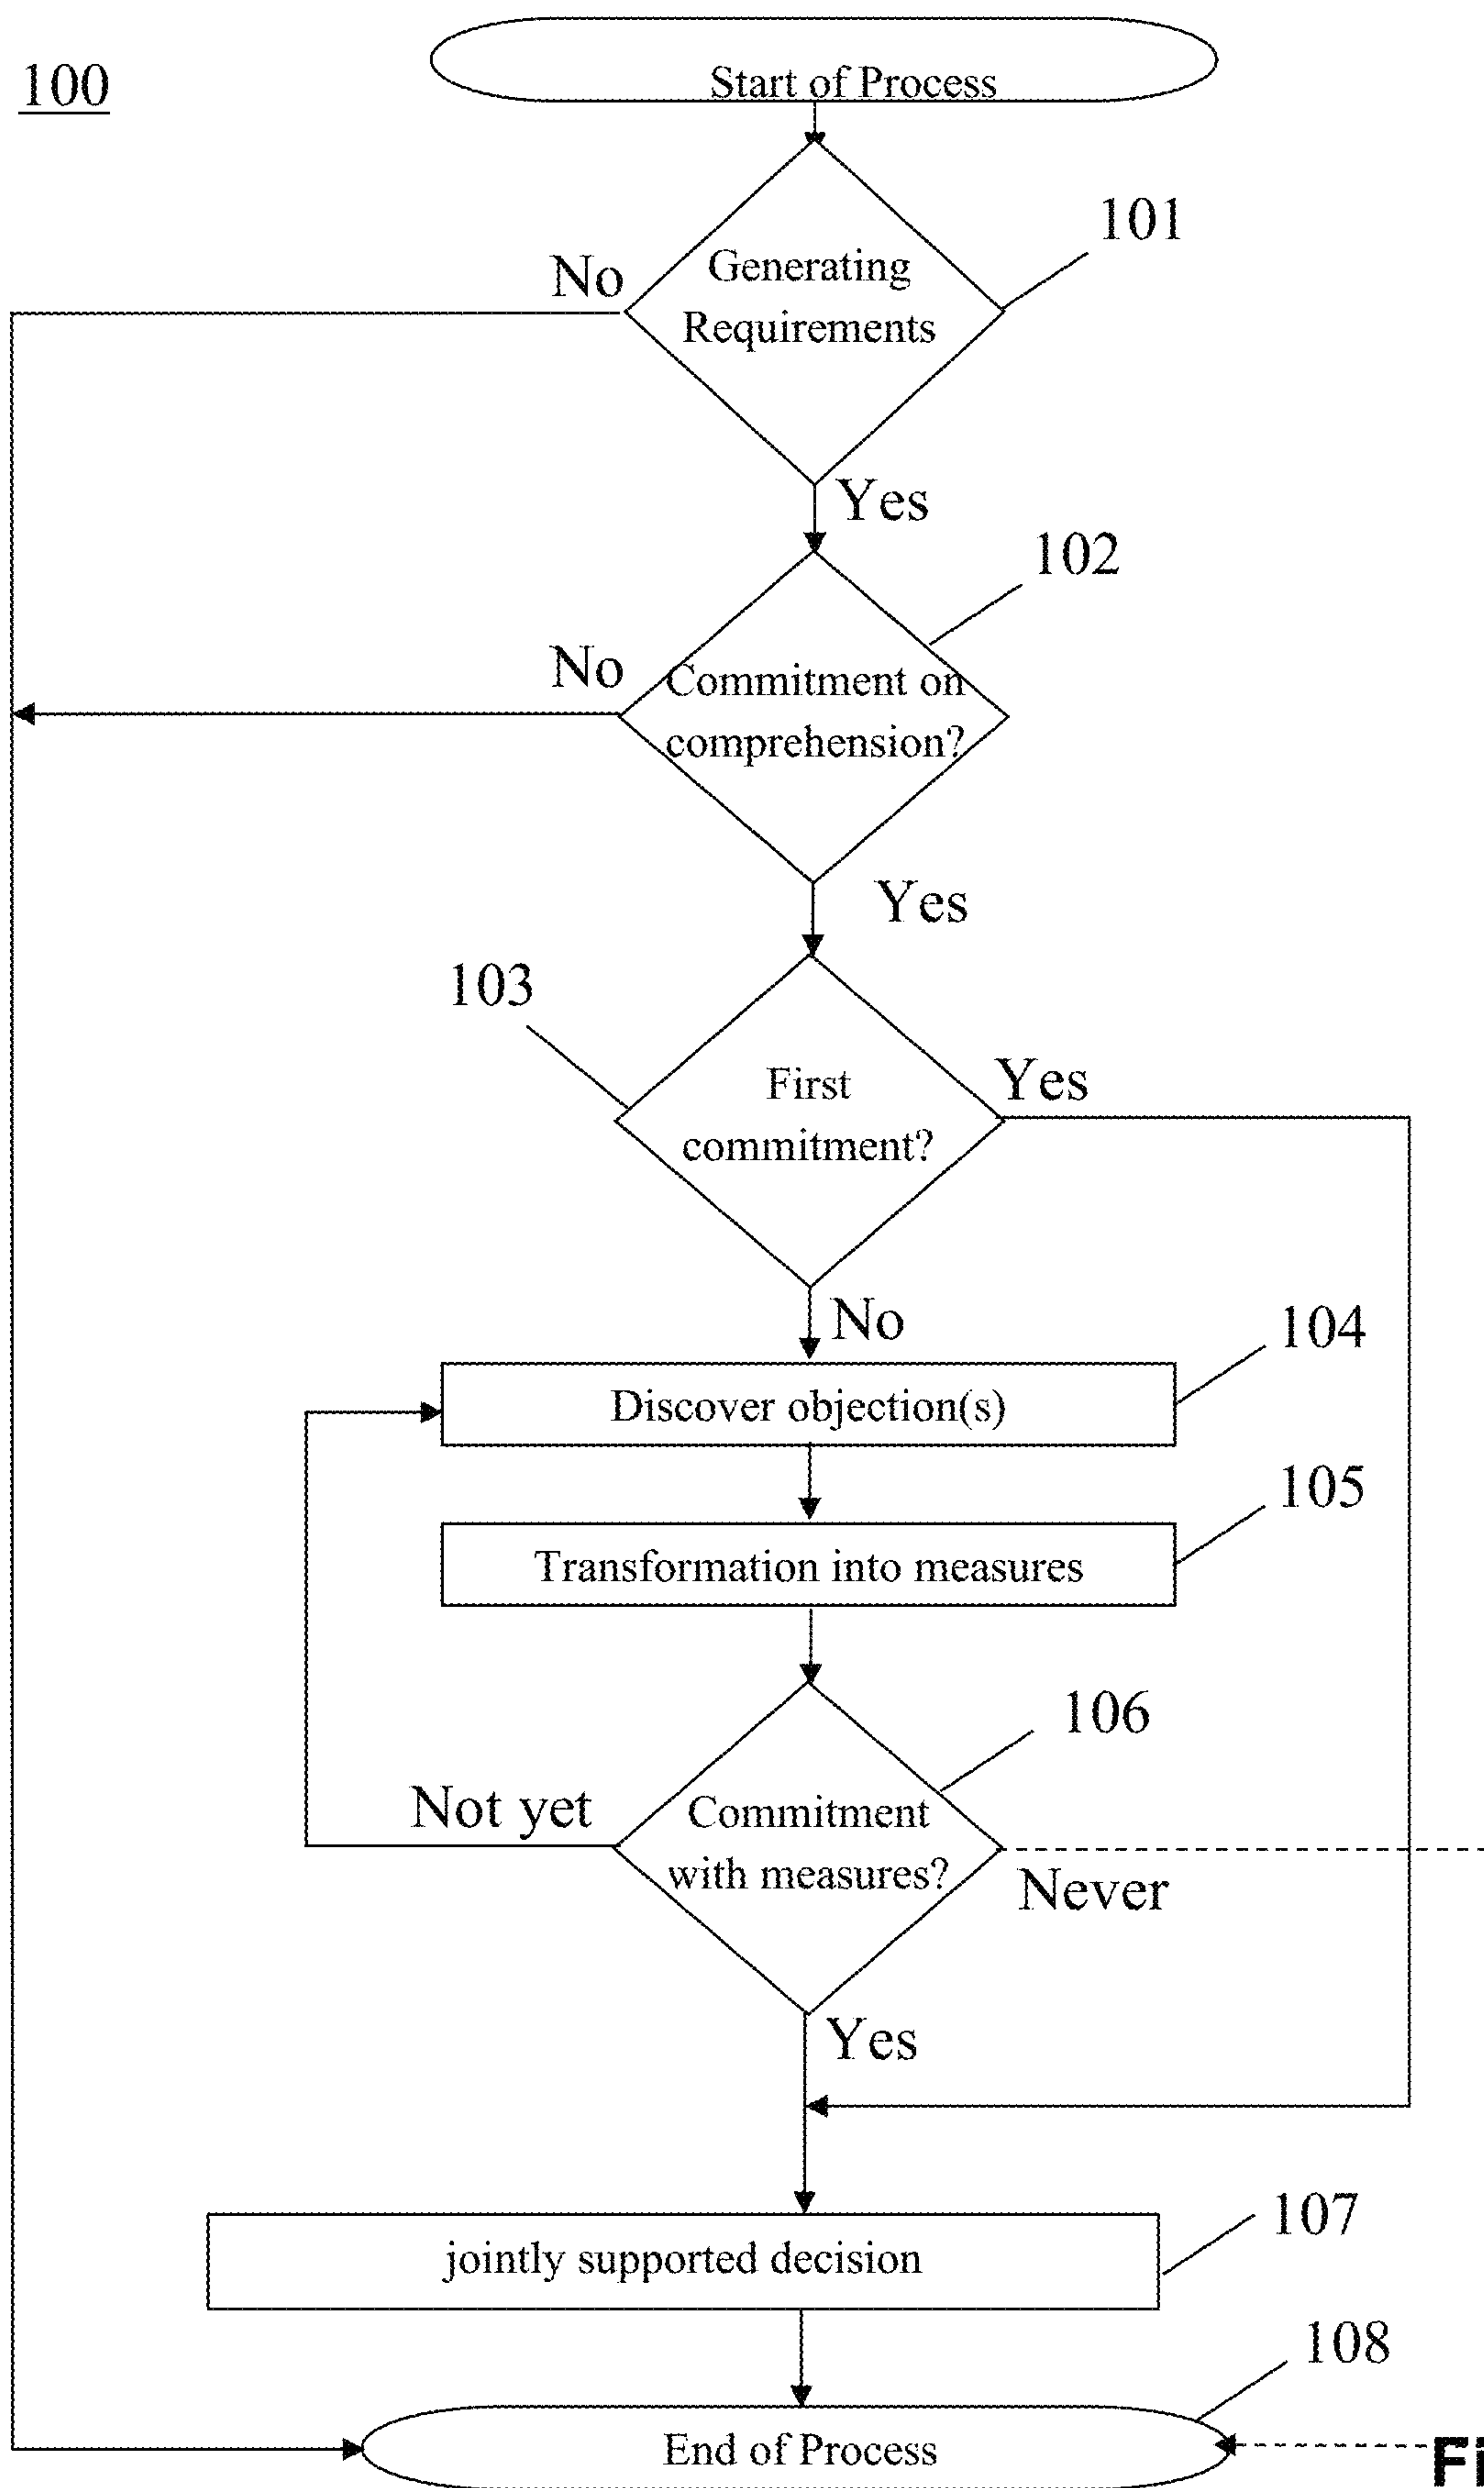 100
Start of Process
101
Generating
Requirements
No
Yes
102
No
Commitment on
comprehension?
Yes
103
First
commitment?
Yes
No
104
Discover objection(s)
105
Transformation into measures
106
Not yet
Commitment
with measures?
Never
Yes
107
jointly supported decision
108
End of Process